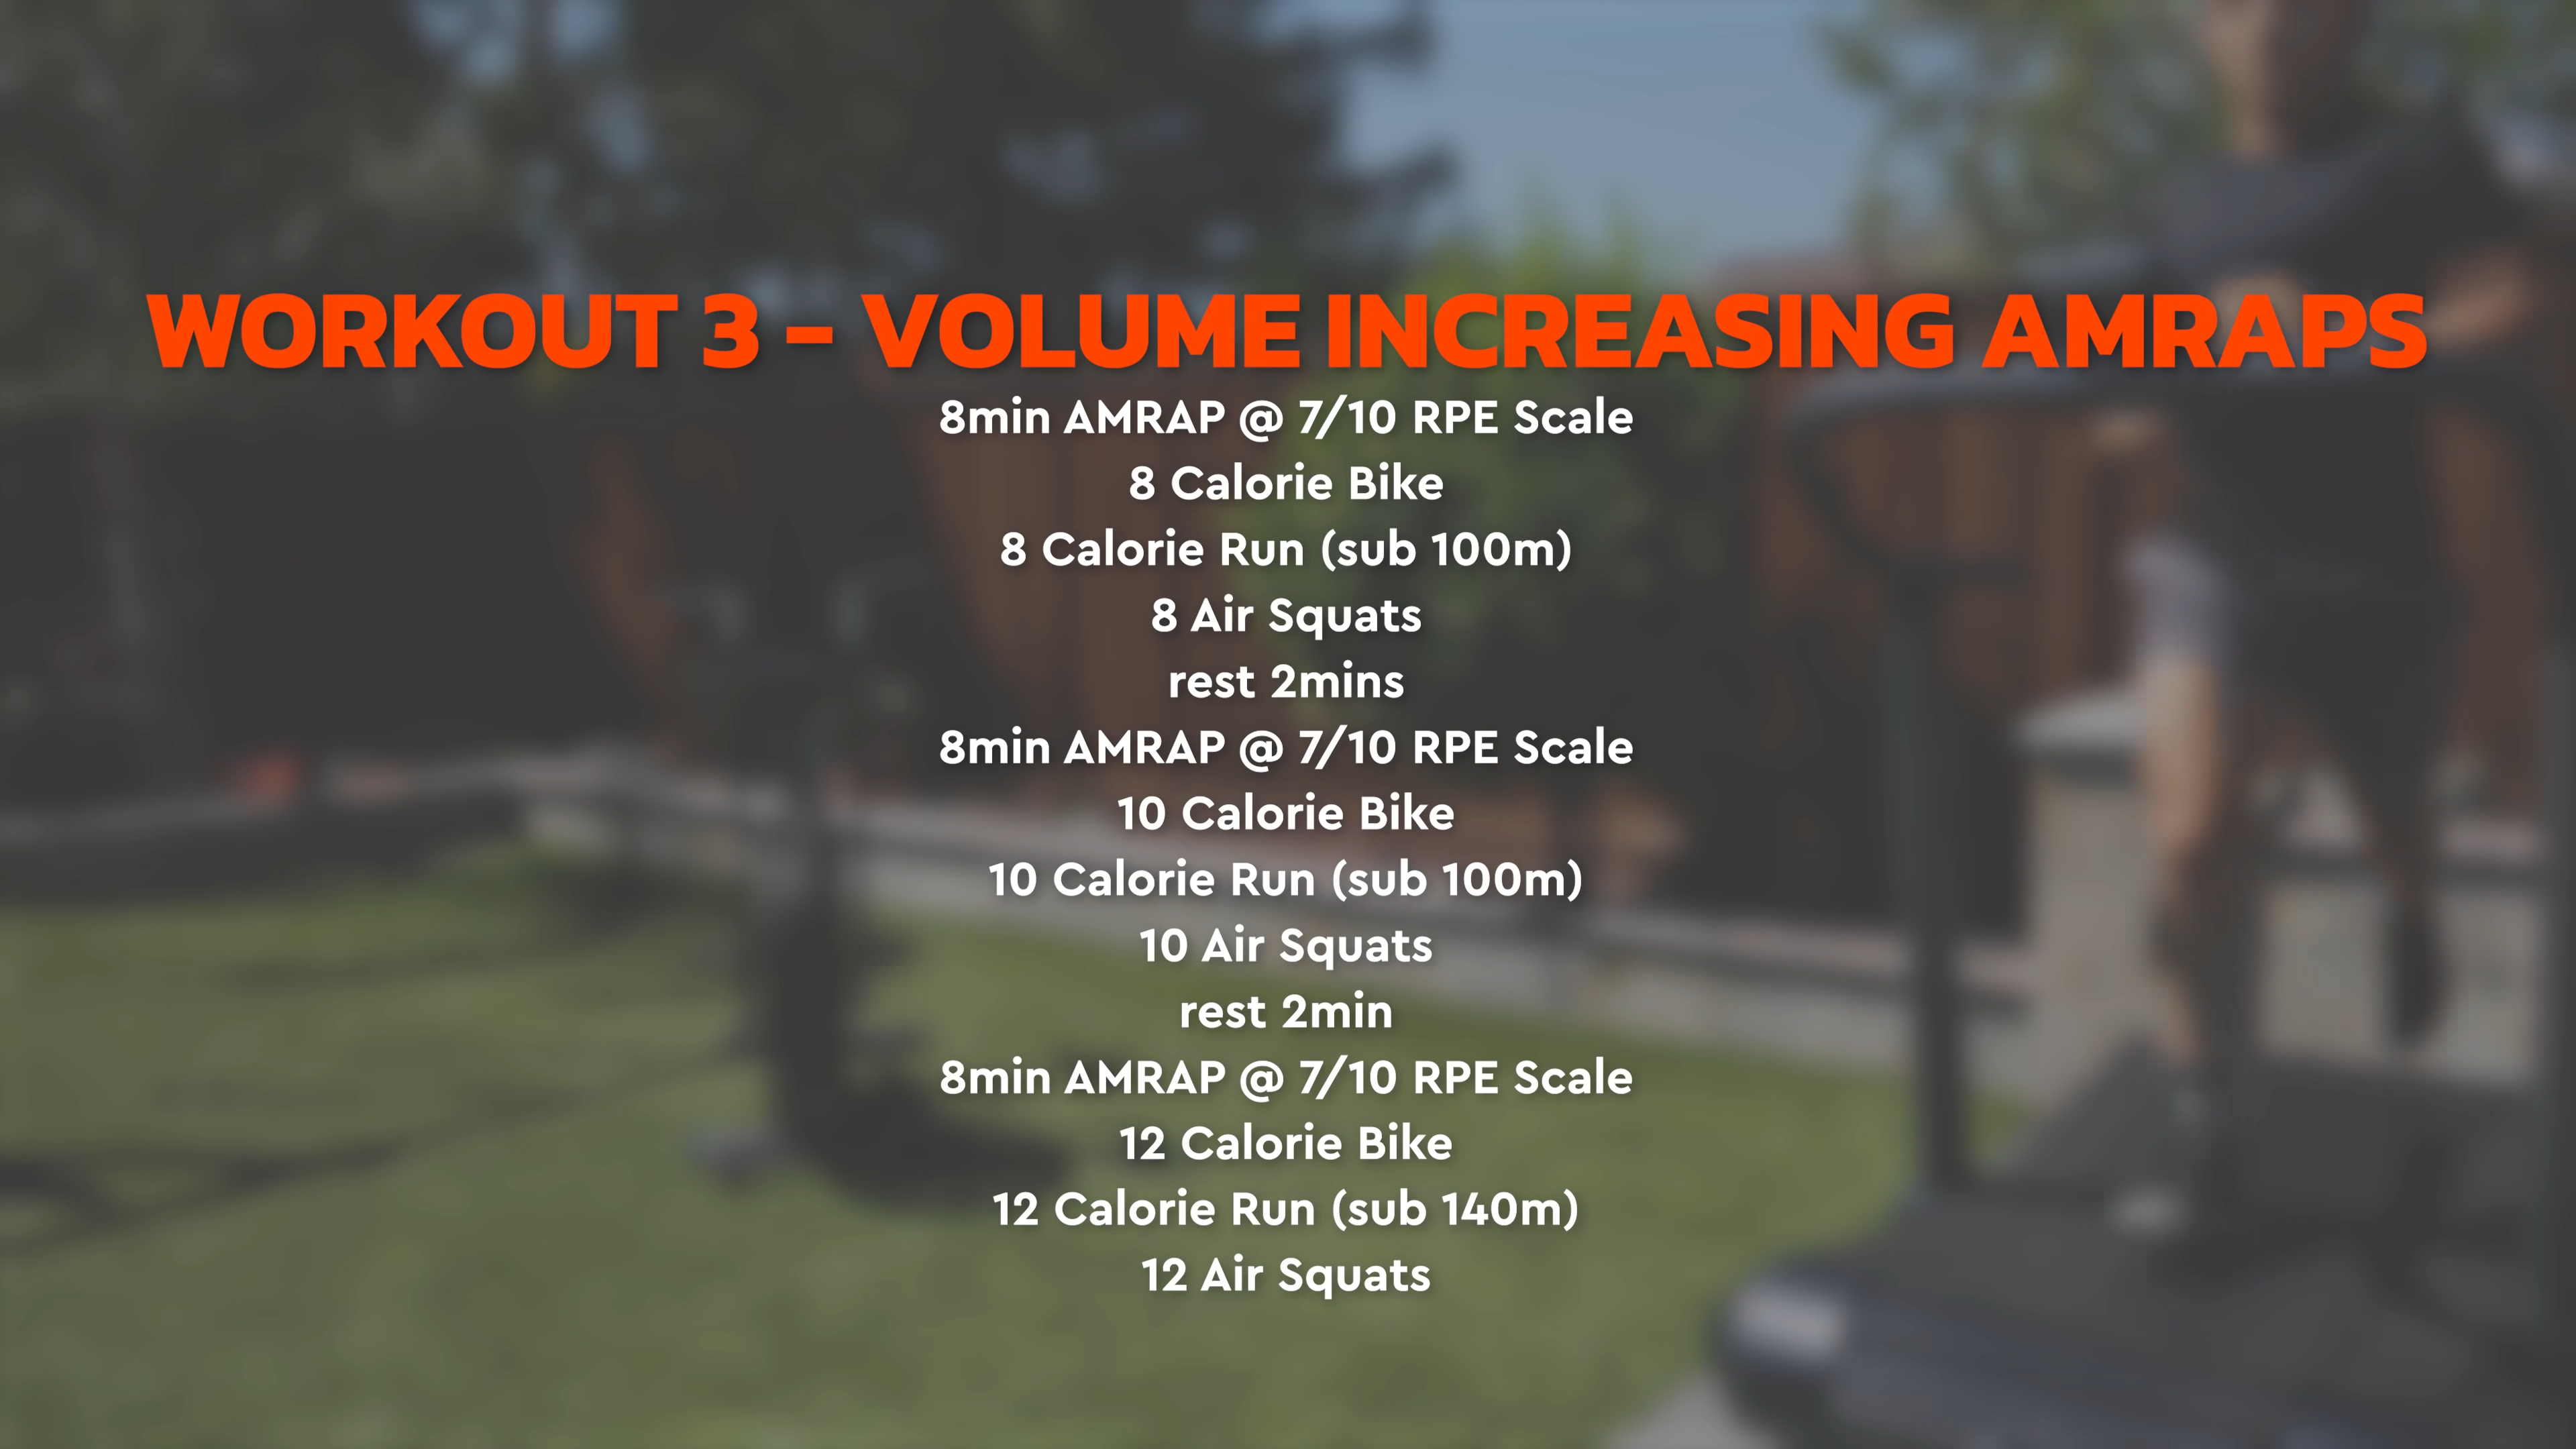 WORKOUT 3 - VOLUME INCREASING AMRAPS
8min AMRAP @ 7/10 RPE Scale
8 Calorie Bike
8 Calorie Run (sub 100m)
8 Air Squats
rest 2mins
8min AMRAP @ 7/10 RPE Scale
10 Calorie Bike
10 Calorie Run (sub 100m)
10 Air Squats
rest 2min
8min AMRAP @ 7/10 RPE Scale
12 Calorie Bike
12 Calorie Run (sub 140m)
12 Air Squats